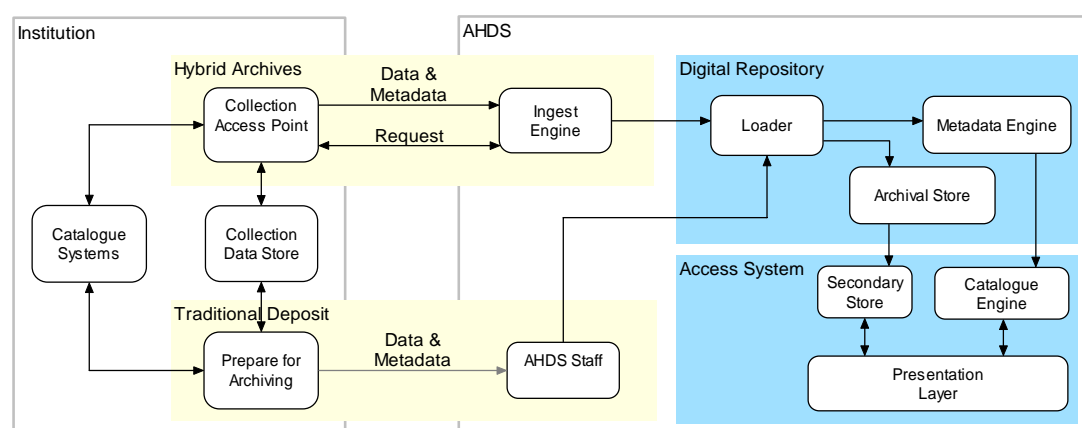 Institution
AHDS
Hybrid Archives
Data &
Metadata
Digital Repository
Collection
Access Point
Ingest
Engine
Loader
Metadata Engine
Request
Archival Store
Catalogue
Systems
Collection
Data Store
Access System
Secondary
Store
Catalogue
Engine
Traditional Deposit
Data &
Metadata
Prepare for
Archiving
AHDS Staff
Presentation
Layer